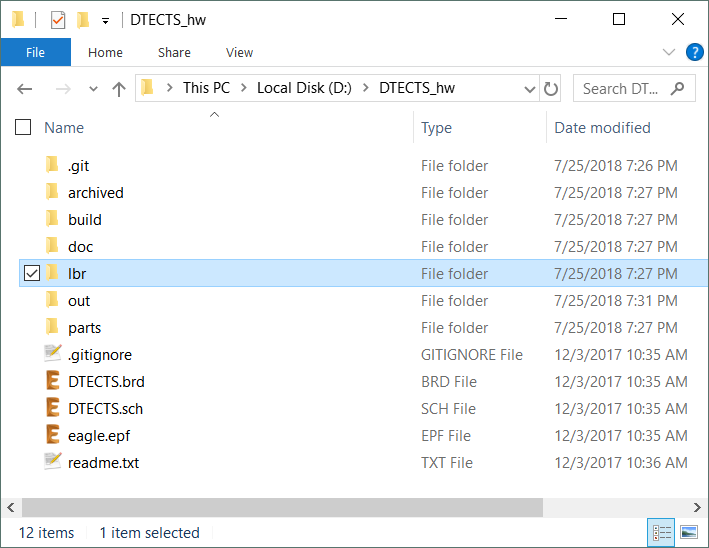 DTECTS_hw
File Home Share View
This PC Local Disk (D:) DTECTS_hw Search DT...
Name Type Date modified
.git File folder 7/25/2018 7:26 PM
archived File folder 7/25/2018 7:27 PM
build File folder 7/25/2018 7:27 PM
doc File folder 7/25/2018 7:27 PM
lbr File folder 7/25/2018 7:27 PM
out File folder 7/25/2018 7:31 PM
parts File folder 7/25/2018 7:27 PM
.gitignore GITIGNORE File 12/3/2017 10:35 AM
DTECTS.brd BRD File 12/3/2017 10:35 AM
DTECTS.sch SCH File 12/3/2017 10:35 AM
eagle.epf EPF File 12/3/2017 10:35 AM
readme.txt TXT File 12/3/2017 10:36 AM
12 items 1 item selected